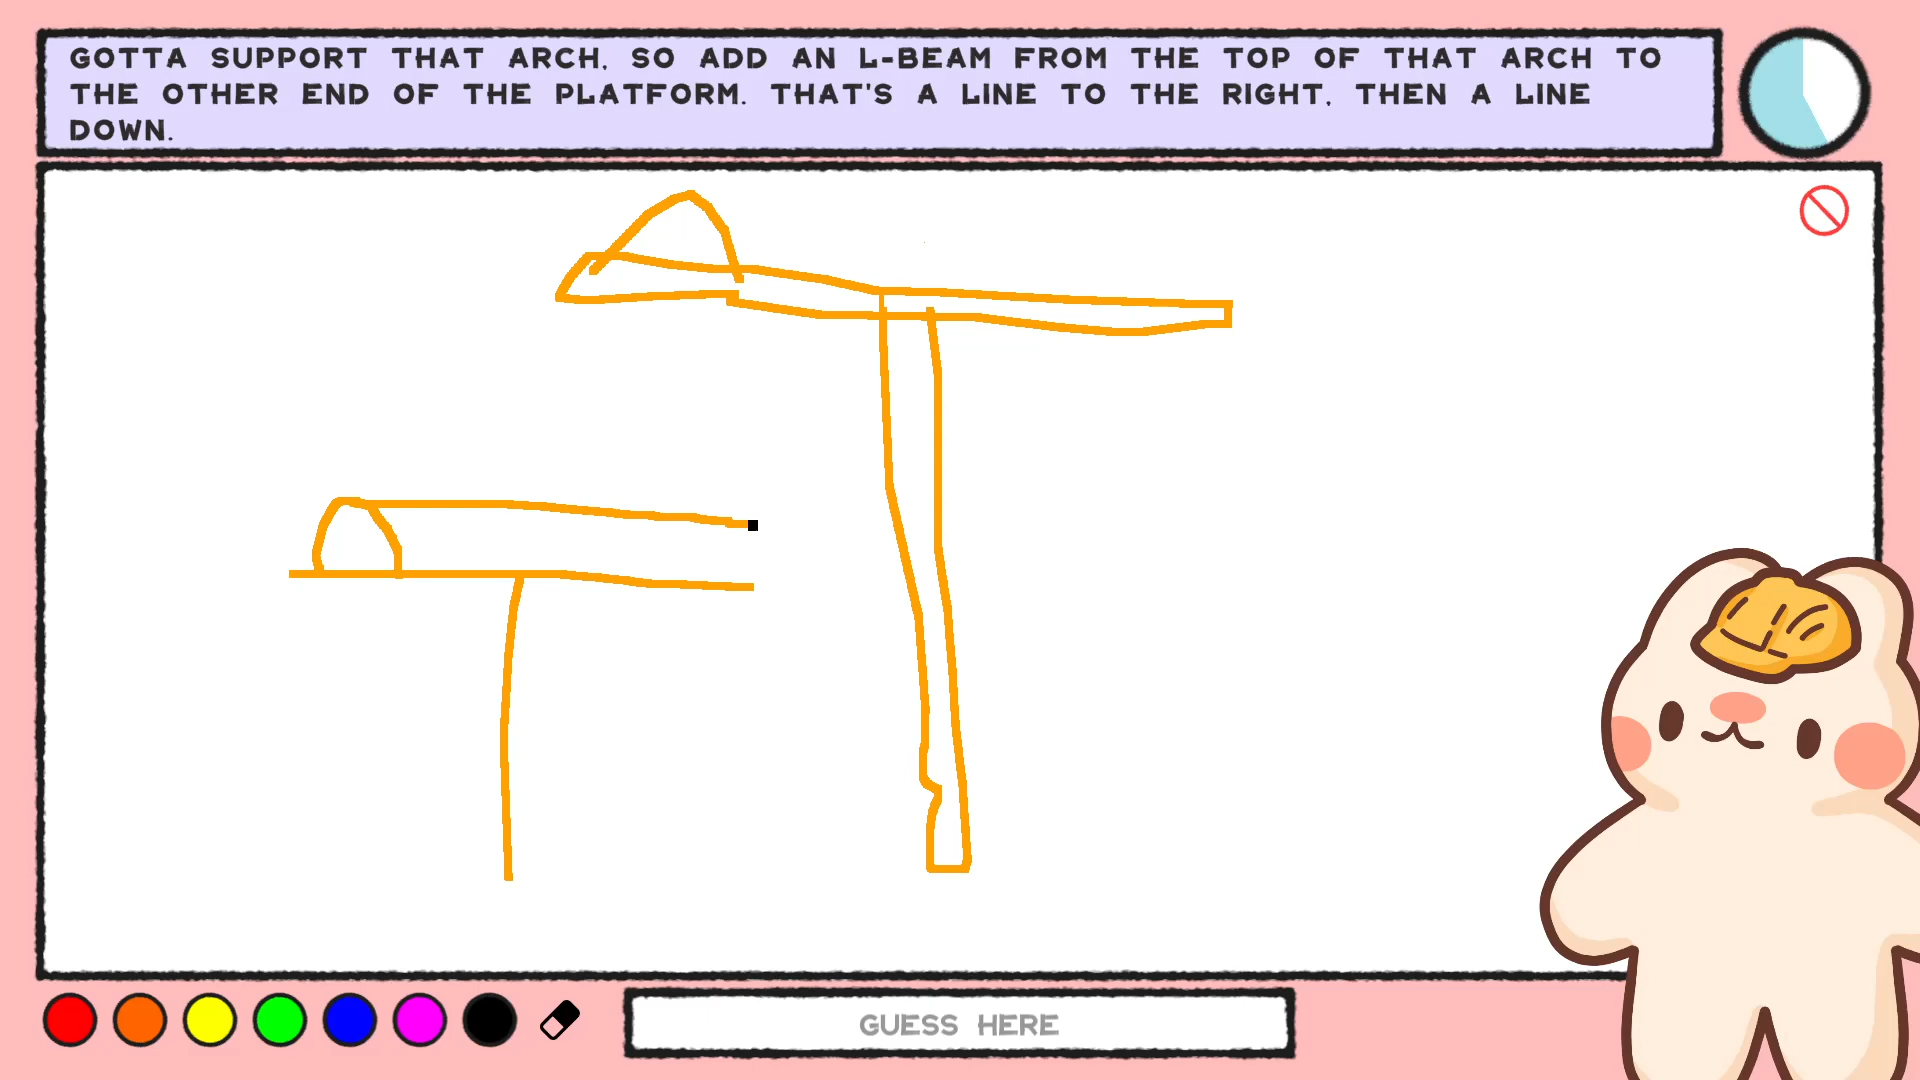 GOTTA SUPPORT THAT ARCH, SO ADD AN L-BEAM FROM THE TOP OF THAT ARCH TO
THE OTHER END OF THE PLATFORM. THAT'S A LINE TO THE RIGHT, THEN A LINE
DOWN.
GUESS HERE